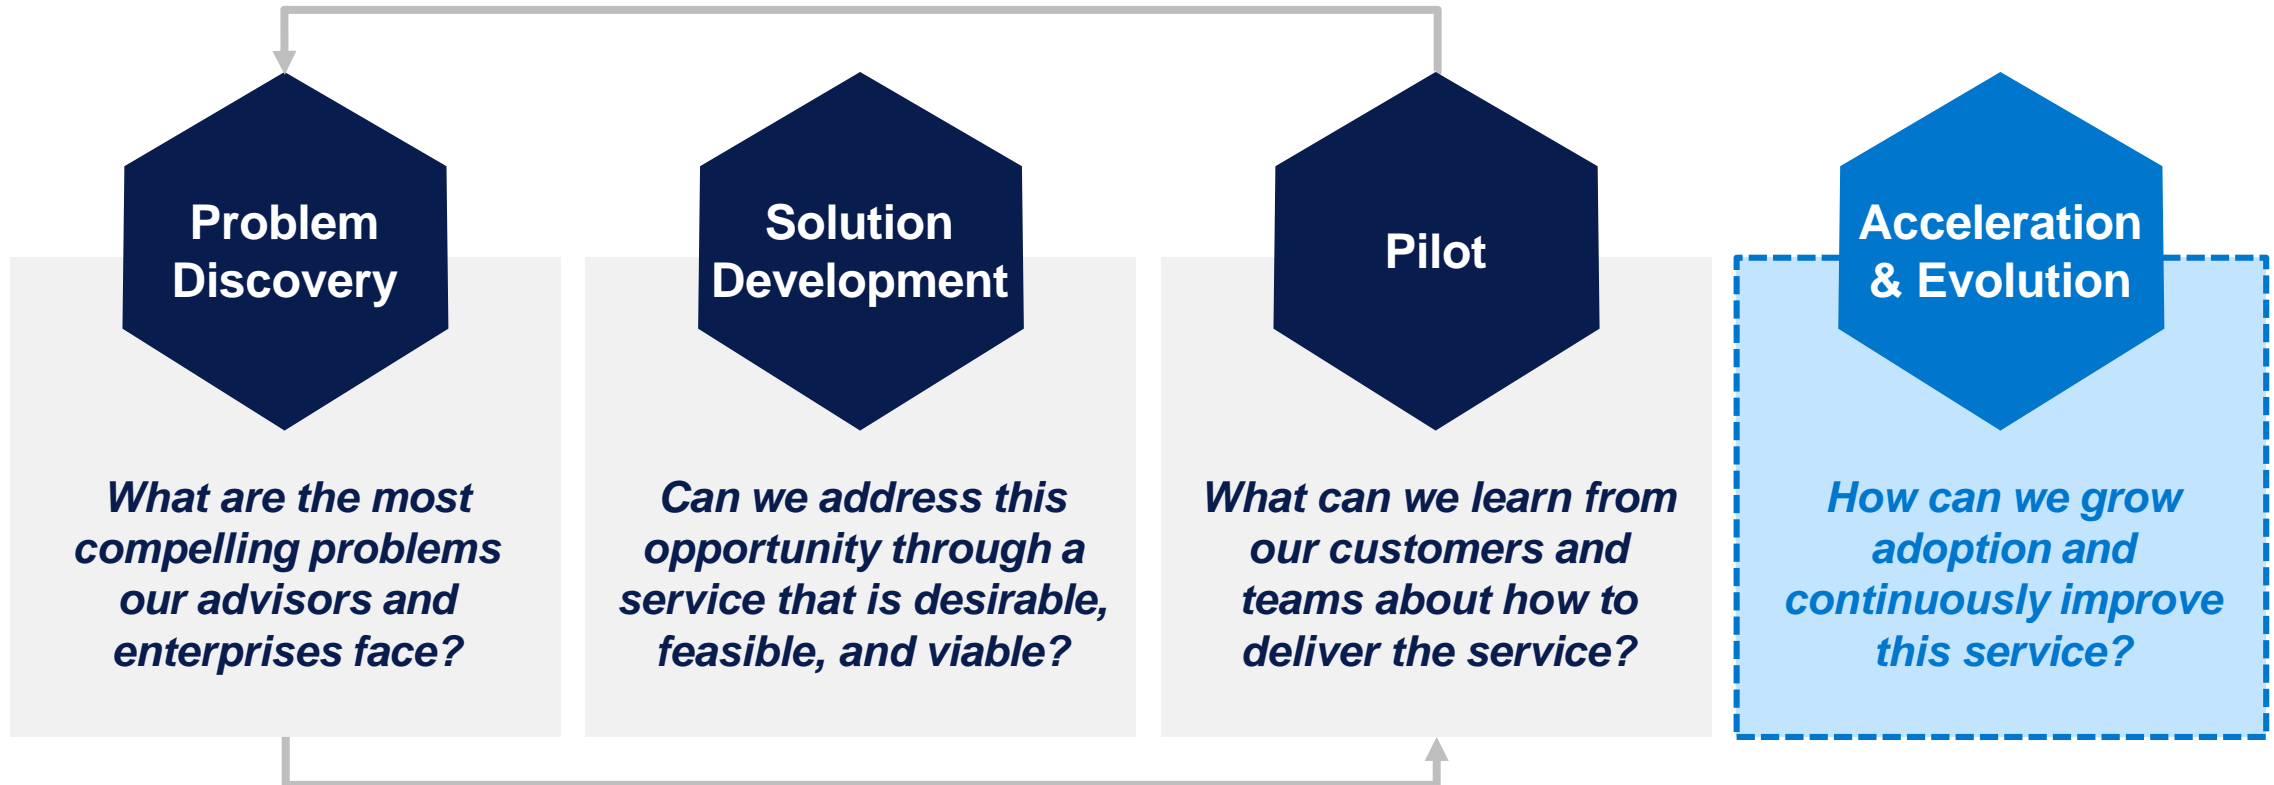 Problem
Discovery
What are the most
compelling problems
our advisors and
enterprises face?
Solution
Development
Can we address this
opportunity through a
service that is desirable,
feasible, and viable?
Pilot
What can we learn from
our customers and
teams about how to
deliver the service?
Acceleration
& Evolution
How can we grow
adoption and
continuously improve
this service?